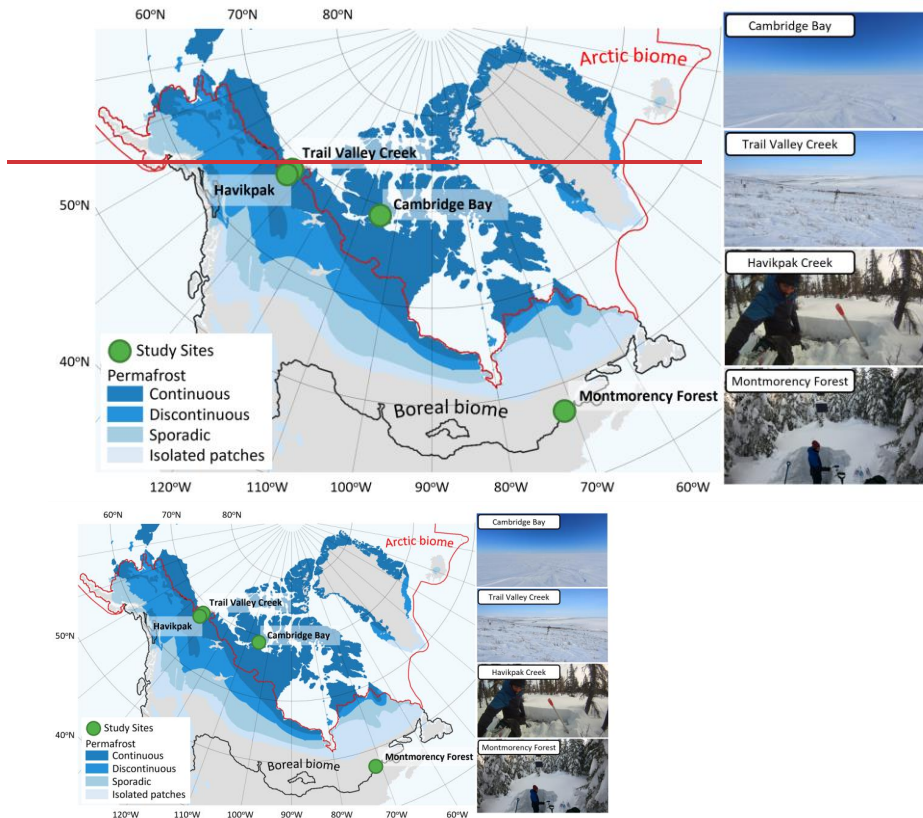 60°N 70°N 80°N
Arctic biome
Cambridge Bay
Trail Valley Creek
Trail Valley Creek
Havikpak
50°N
Cambridge Bay
Havikpak Creek
Study Sites
Permafrost
Continuous
Discontinuous
Sporadic
Isolated patches
40°N
Boreal biome
Montmorency Forest
Montmorency Forest
120°W 110°W 100°W 90°W 80°W 70°W 60°W
60°N 70°N 80°N
Arctic biome
Cambridge Bay
Trail Valley Creek
Trail Valley Creek
Havikpak
50°N
Cambridge Bay
Havikpak Creek
Study Sites
Permafrost
Continuous
Discontinuous
Sporadic
Isolated patches
40°N
Boreal biome
Montmorency Forest
Montmorency Forest
120°W 110°W 100°W 90°W 80°W 70°W 60°W